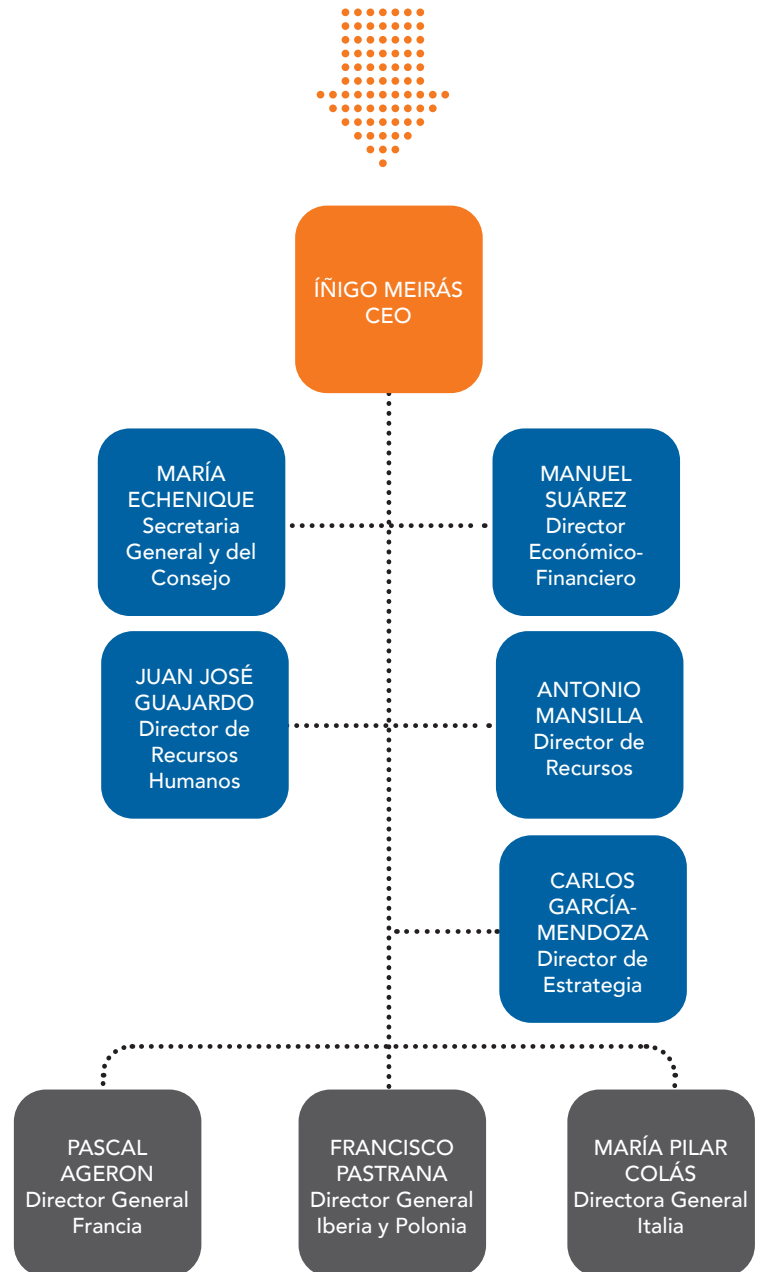 ÍÑIGO MEIRÁS
CEO
MARÍA
ECHENIQUE
Secretaria
General y del
Consejo
MANUEL
SUÁREZ
Director
Económico-
Financiero
JUAN JOSÉ
GUAJARDO
Director de
Recursos
Humanos
ANTONIO
MANSILLA
Director de
Recursos
CARLOS
GARCÍA-
MENDOZA
Director de
Estrategia
PASCAL
AGERON
Director General
Francia
FRANCISCO
PASTRANA
Director General
Iberia y Polonia
MARÍA PILAR
COLÁS
Directora General
Italia